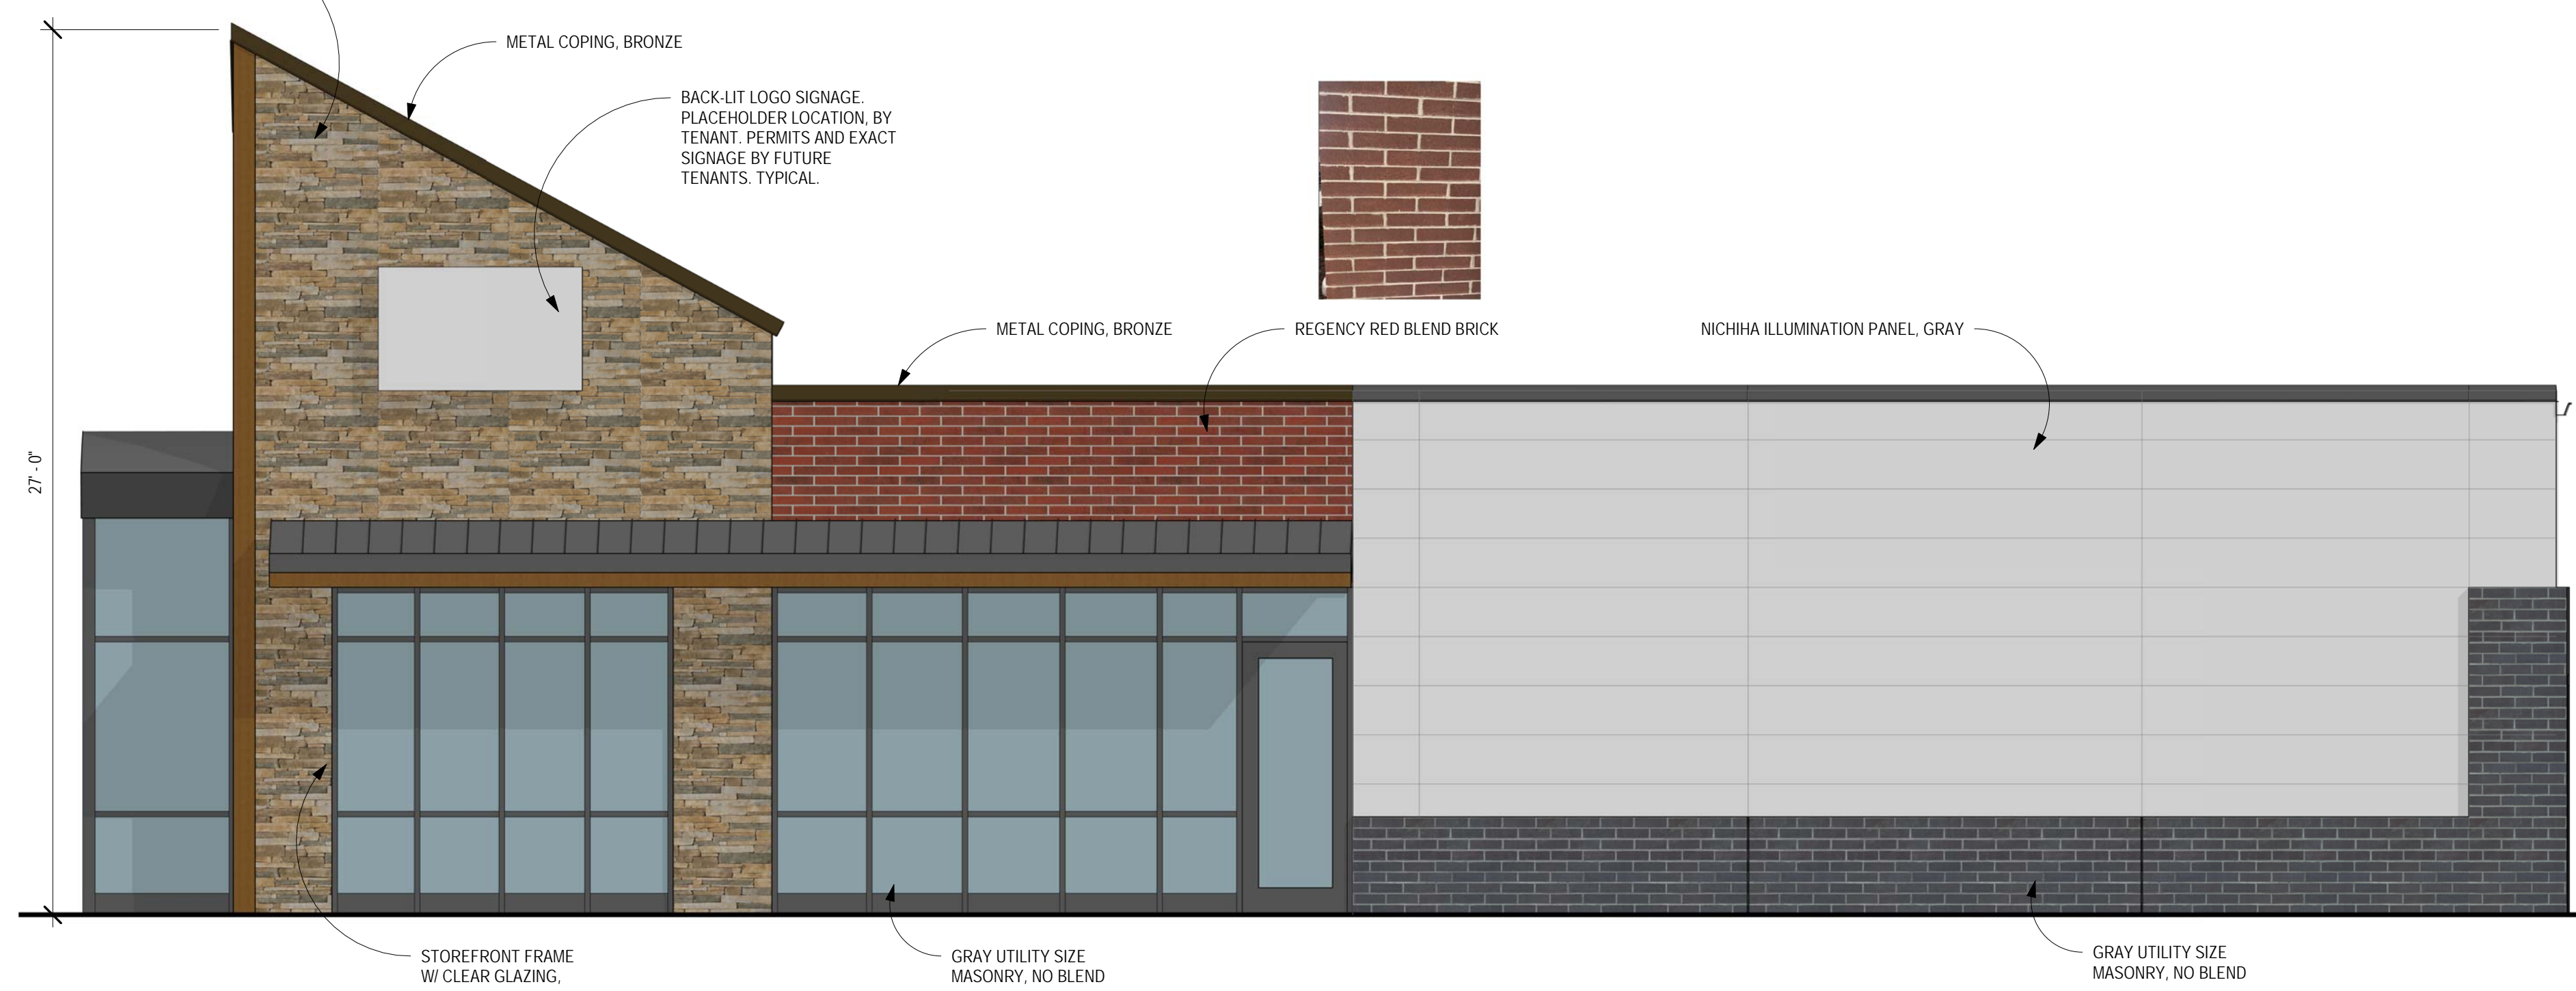 METAL COPING, BRONZE
BACK-LIT LOGO SIGNAGE.
PLACEHOLDER LOCATION, BY
TENANT. PERMITS AND EXACT
SIGNAGE BY FUTURE
TENANTS. TYPICAL.
METAL COPING, BRONZE
REGENCY RED BLEND BRICK
NICHIHA ILLUMINATION PANEL, GRAY
27' - 0"
STOREFRONT FRAME
W/ CLEAR GLAZING,
GRAY UTILITY SIZE
MASONRY, NO BLEND
GRAY UTILITY SIZE
MASONRY, NO BLEND